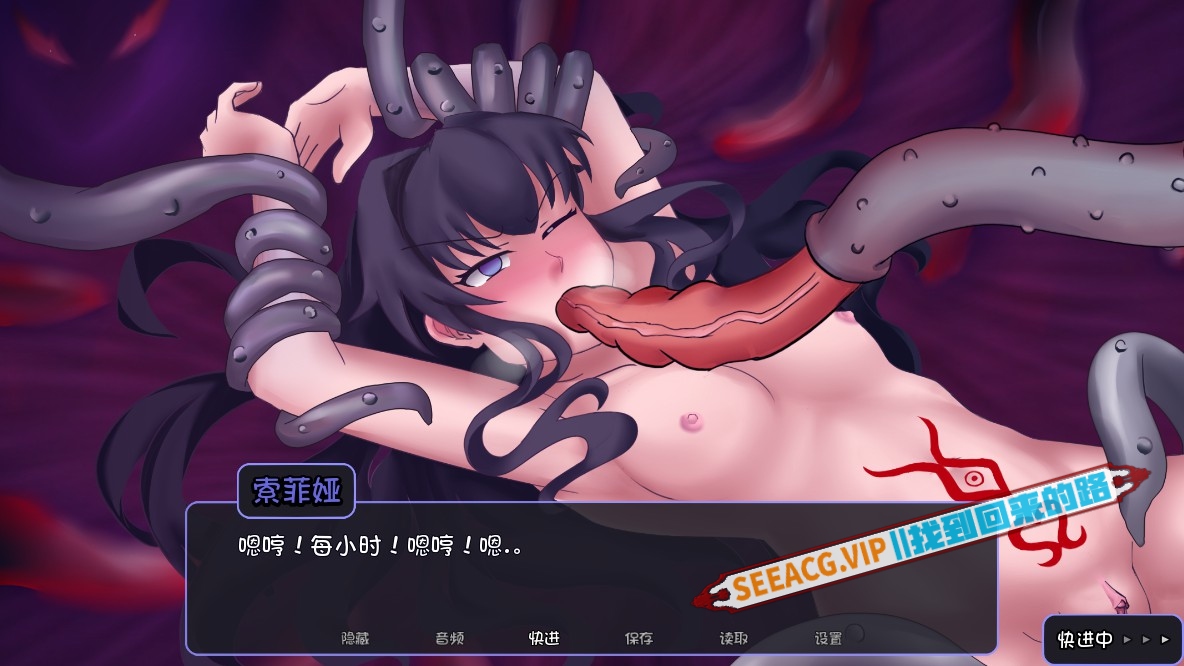 索菲娅
嗯哼！每小时！嗯哼！嗯.。
SEEACG.VIP ||找到回来的路
隐藏 音频 快进 保存 读取 设置
快进中